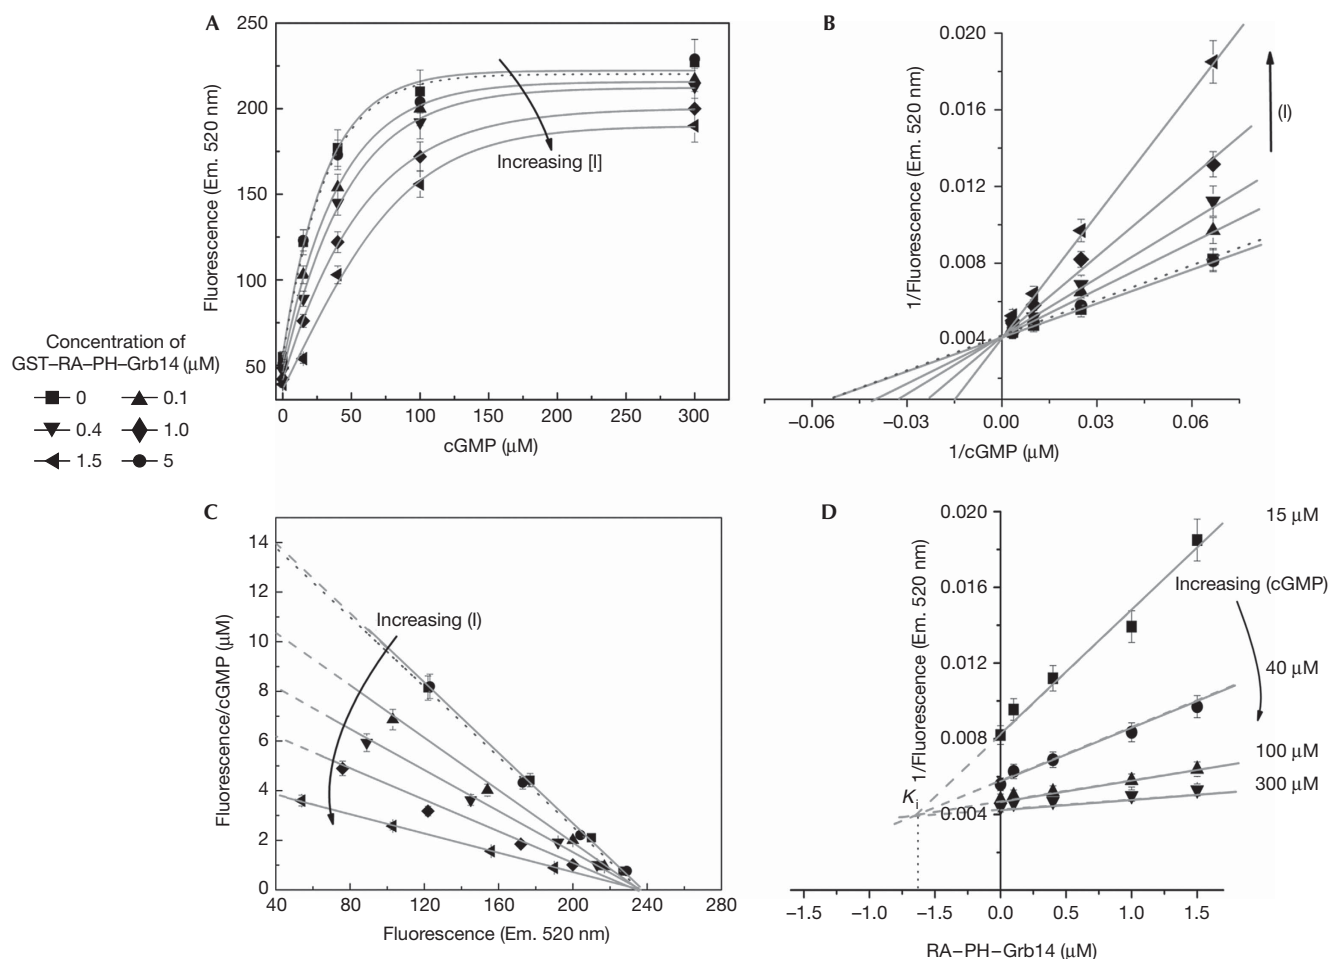 A
Fluorescence (Em. 520 nm)
250
200
150
100
50
0 50 100 150 200 250 300
cGMP (μM)
Increasing [I]
Concentration of
GST–RA–PH–Grb14 (μM)
0 0.1
0.4 1.0
1.5 5
B
1/Fluorescence (Em. 520 nm)
0.020
0.016
0.012
0.008
0.004
−0.06 −0.03 0.00 0.03 0.06
1/cGMP (μM)
(I)
C
Fluorescence/cGMP (μM)
14
12
10
8
6
4
2
0
40 80 120 160 200 240 280
Fluorescence (Em. 520 nm)
Increasing (I)
D
1/Fluorescence (Em. 520 nm)
0.020
0.016
0.012
0.008
0.004
15 μM
Increasing (cGMP)
40 μM
100 μM
300 μM
Ki
−1.5 −1.0 −1.5 0.0 0.5 1.0 1.5
RA–PH–Grb14 (μM)